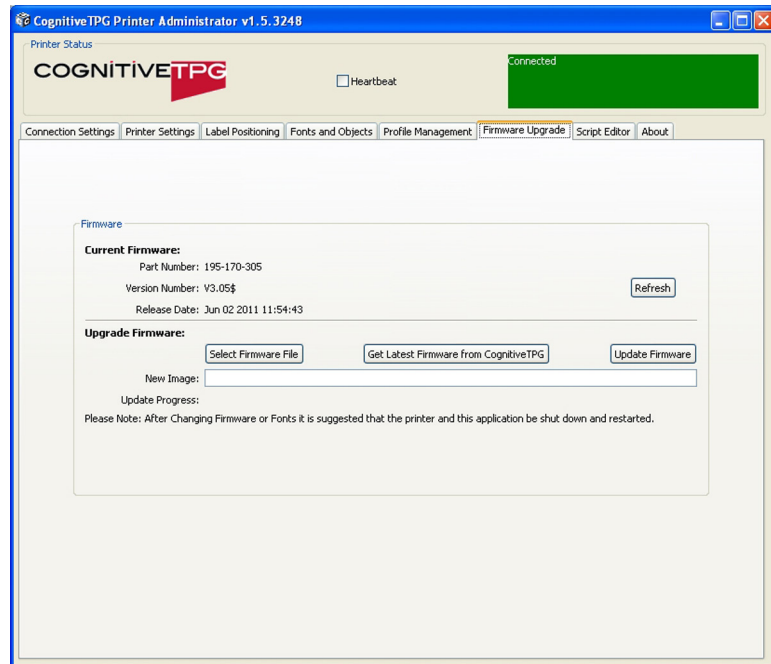 CognitiveTPG Printer Administrator v1.5.3248
Printer Status
COGNITIVETPG
Heartbeat
Connected
Connection Settings Printer Settings Label Positioning Fonts and Objects Profile Management Firmware Upgrade Script Editor About
Firmware
Current Firmware:
Part Number: 195-170-305
Version Number: V3.05$
Refresh
Release Date: Jun 02 2011 11:54:43
Upgrade Firmware:
Select Firmware File Get Latest Firmware from CognitiveTPG Update Firmware
New Image:
Update Progress:
Please Note: After Changing Firmware or Fonts it is suggested that the printer and this application be shut down and restarted.